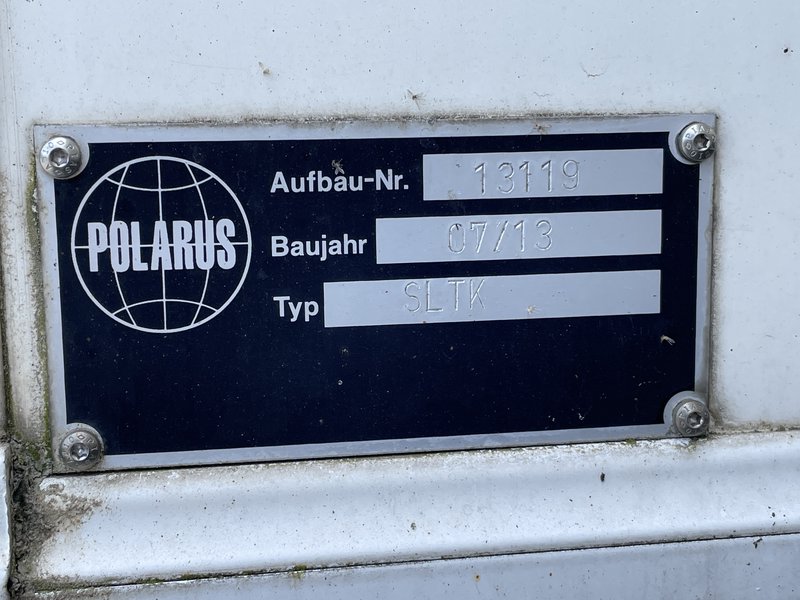 POLARUS
Aufbau-Nr. 13119
Baujahr 07/13
Typ SLTK